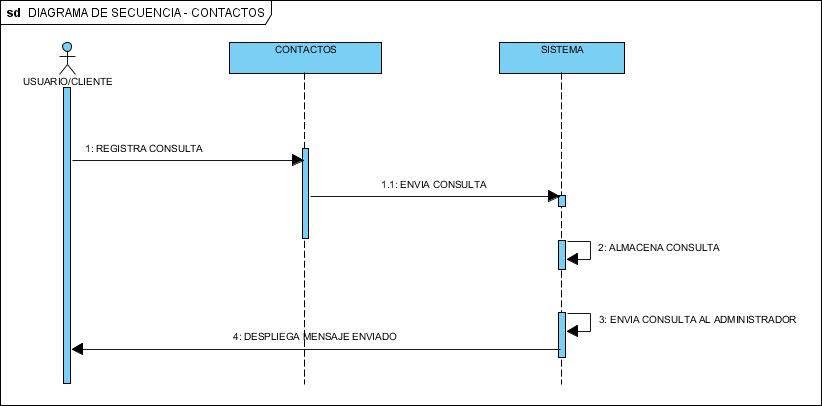 sd DIAGRAMA DE SECUENCIA - CONTACTOS
CONTACTOS
SISTEMA
USUARIO/CLIENTE
1: REGISTRA CONSULTA
1.1: ENVIA CONSULTA
2: ALMACENA CONSULTA
3: ENVIA CONSULTA AL ADMINISTRADOR
4: DESPLIEGA MENSAJE ENVIADO